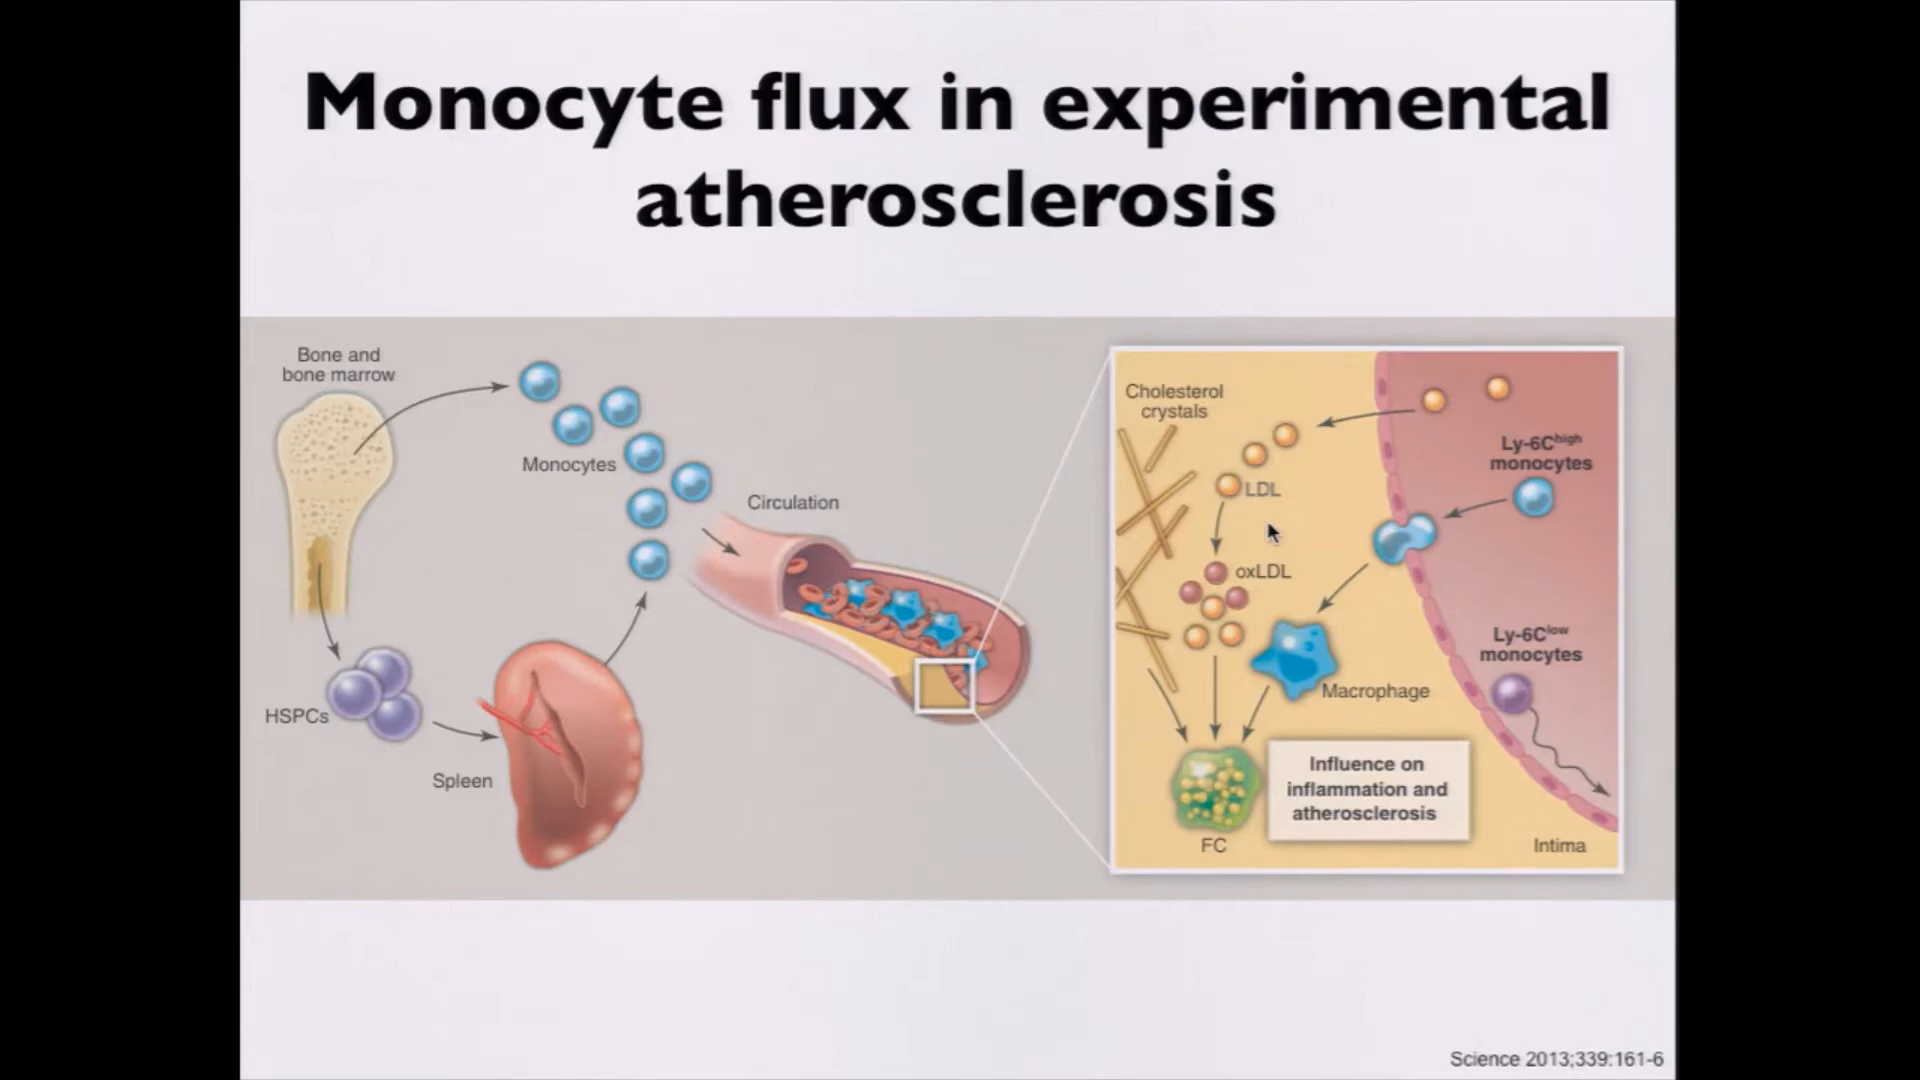 Monocyte flux in experimental
atherosclerosis
Bone and
bone marrow
Monocytes
Circulation
HSPCs
Spleen
Cholesterol
crystals
LDL
oxLDL
Ly-6Chigh
monocytes
Ly-6Clow
monocytes
Macrophage
Influence on
inflammation and
atherosclerosis
FC
Intima
Science 2013;339:161-6